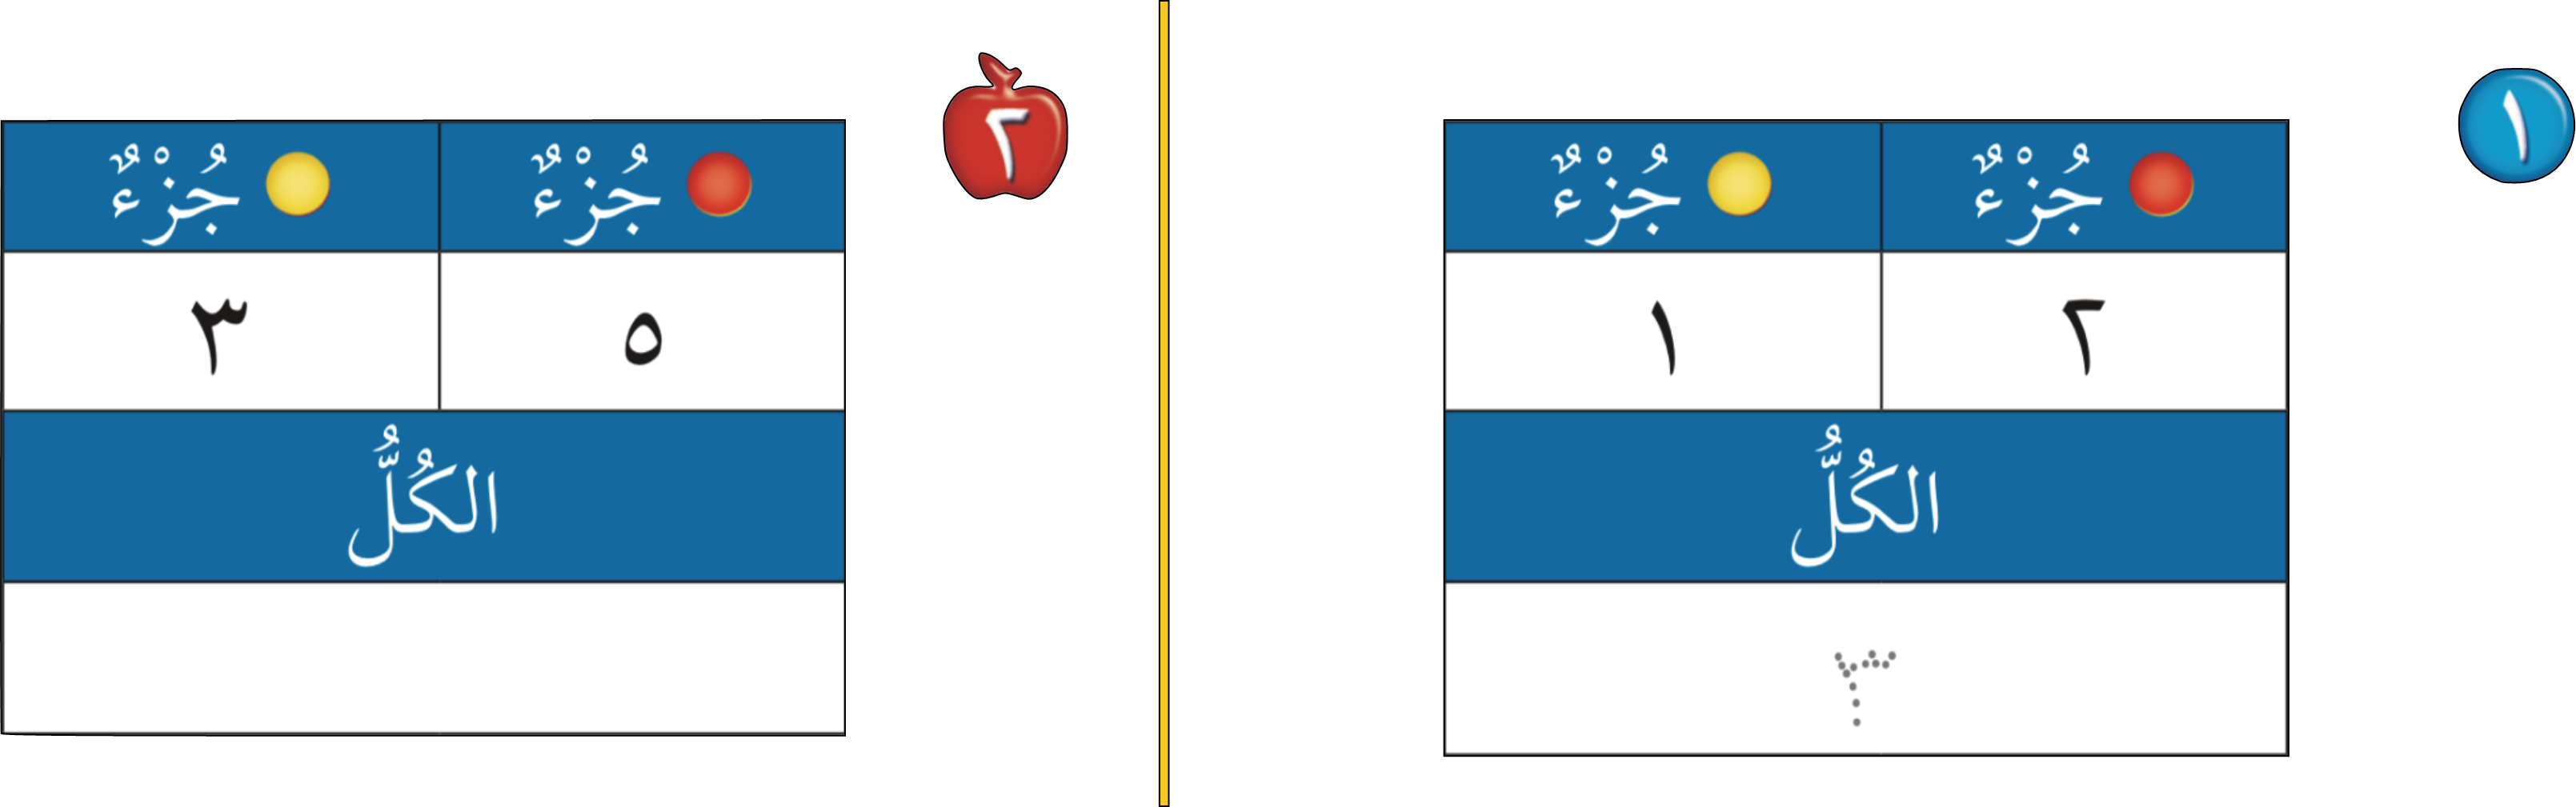 ١
جُزْءٌ جُزْءٌ
٢ ١
الكُلُّ
٣
٢
جُزْءٌ جُزْءٌ
٥ ٣
الكُلُّ